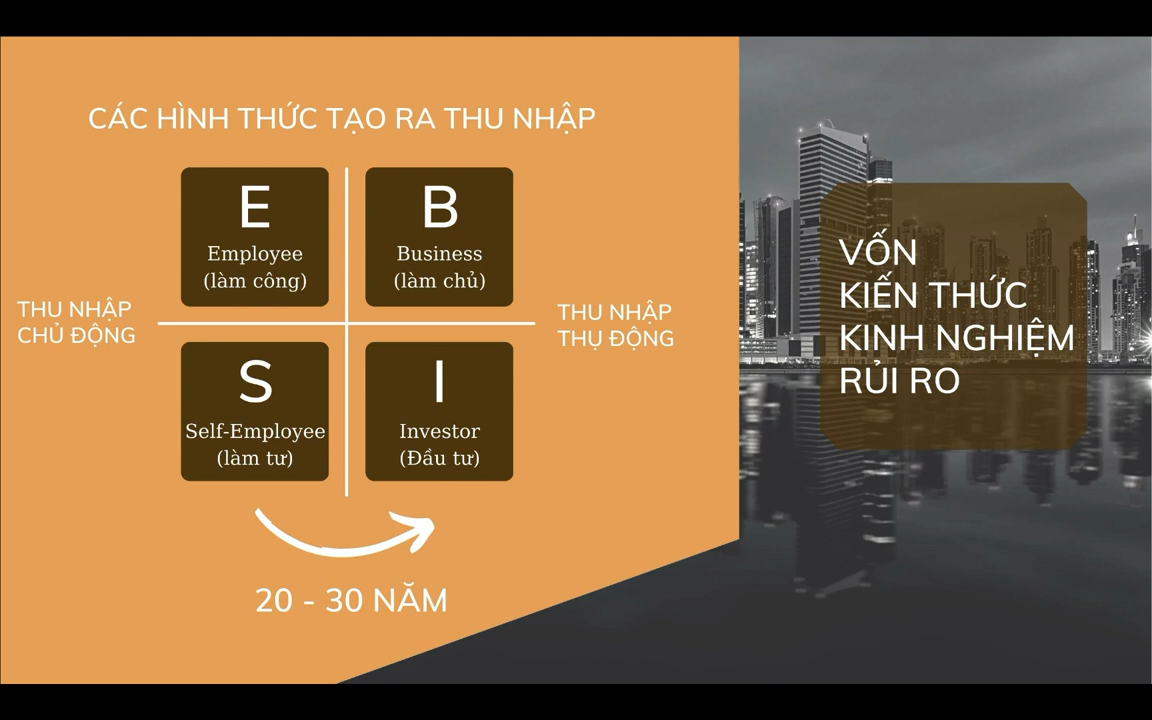 CÁC HÌNH THỨC TẠO RA THU NHẬP
E
Employee
(làm công)
B
Business
(làm chủ)
THU NHẬP
CHỦ ĐỘNG
THU NHẬP
THỤ ĐỘNG
S
Self-Employee
(làm tư)
I
Investor
(Đầu tư)
20 - 30 NĂM
VỐN
KIẾN THỨC
KINH NGHIỆM
RỦI RO